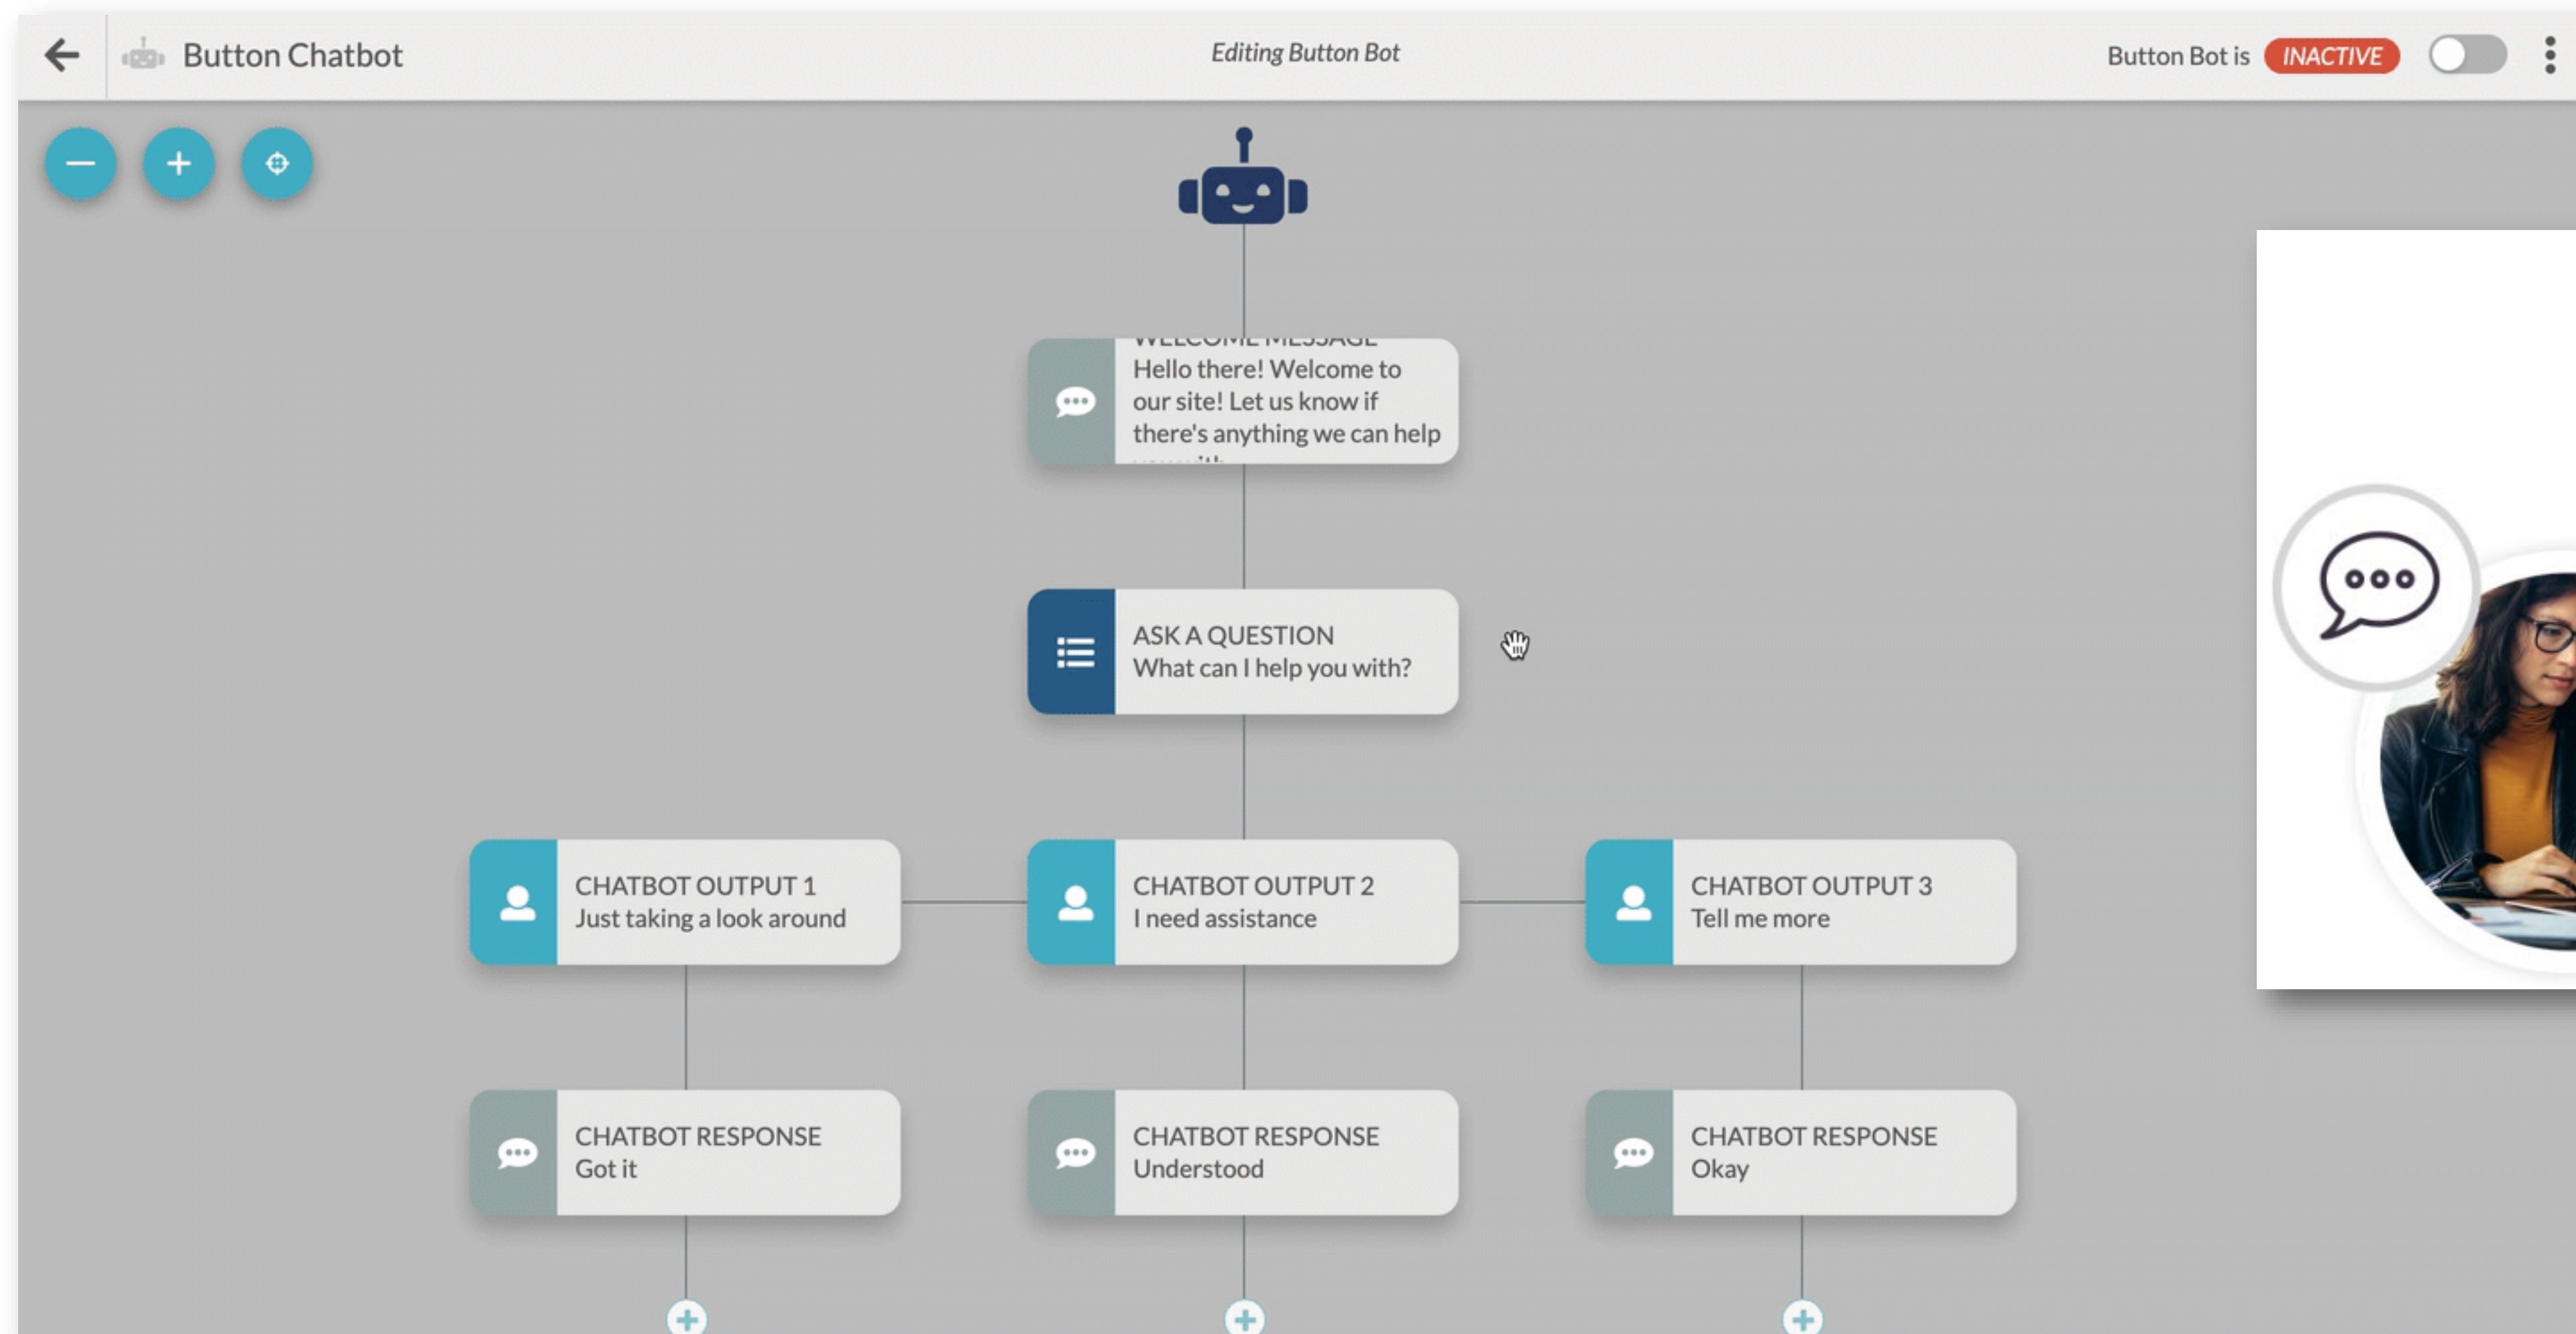 Button Chatbot
Editing Button Bot
Button Bot is INACTIVE
WELCOME MESSAGE
Hello there! Welcome to
our site! Let us know if
there's anything we can help
ASK A QUESTION
What can I help you with?
CHATBOT OUTPUT 1
Just taking a look around
CHATBOT OUTPUT 2
I need assistance
CHATBOT OUTPUT 3
Tell me more
CHATBOT RESPONSE
Got it
CHATBOT RESPONSE
Understood
CHATBOT RESPONSE
Okay